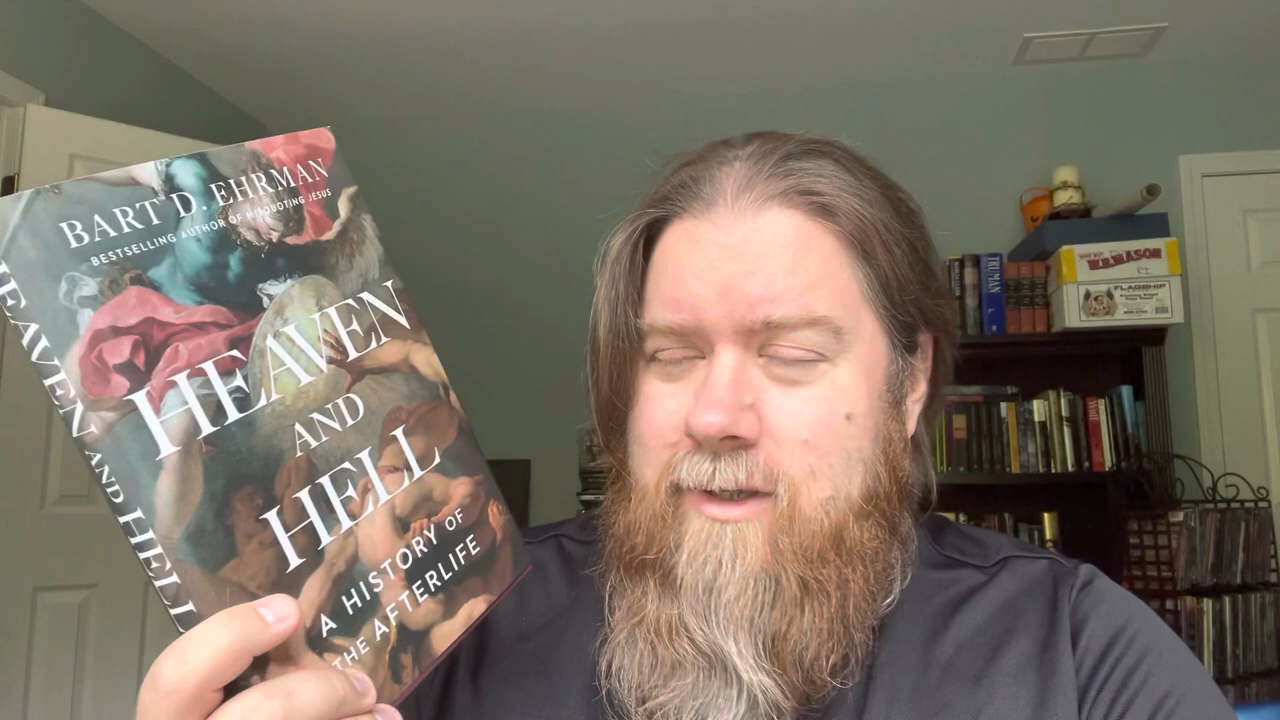 BART D. EHRMAN
BESTSELLING AUTHOR OF MISQUOTING JESUS
HEAVEN
AND
HELL
A HISTORY OF
THE AFTERLIFE
HEAVEN AND HELL
TRUMAN
FLAGSHIP